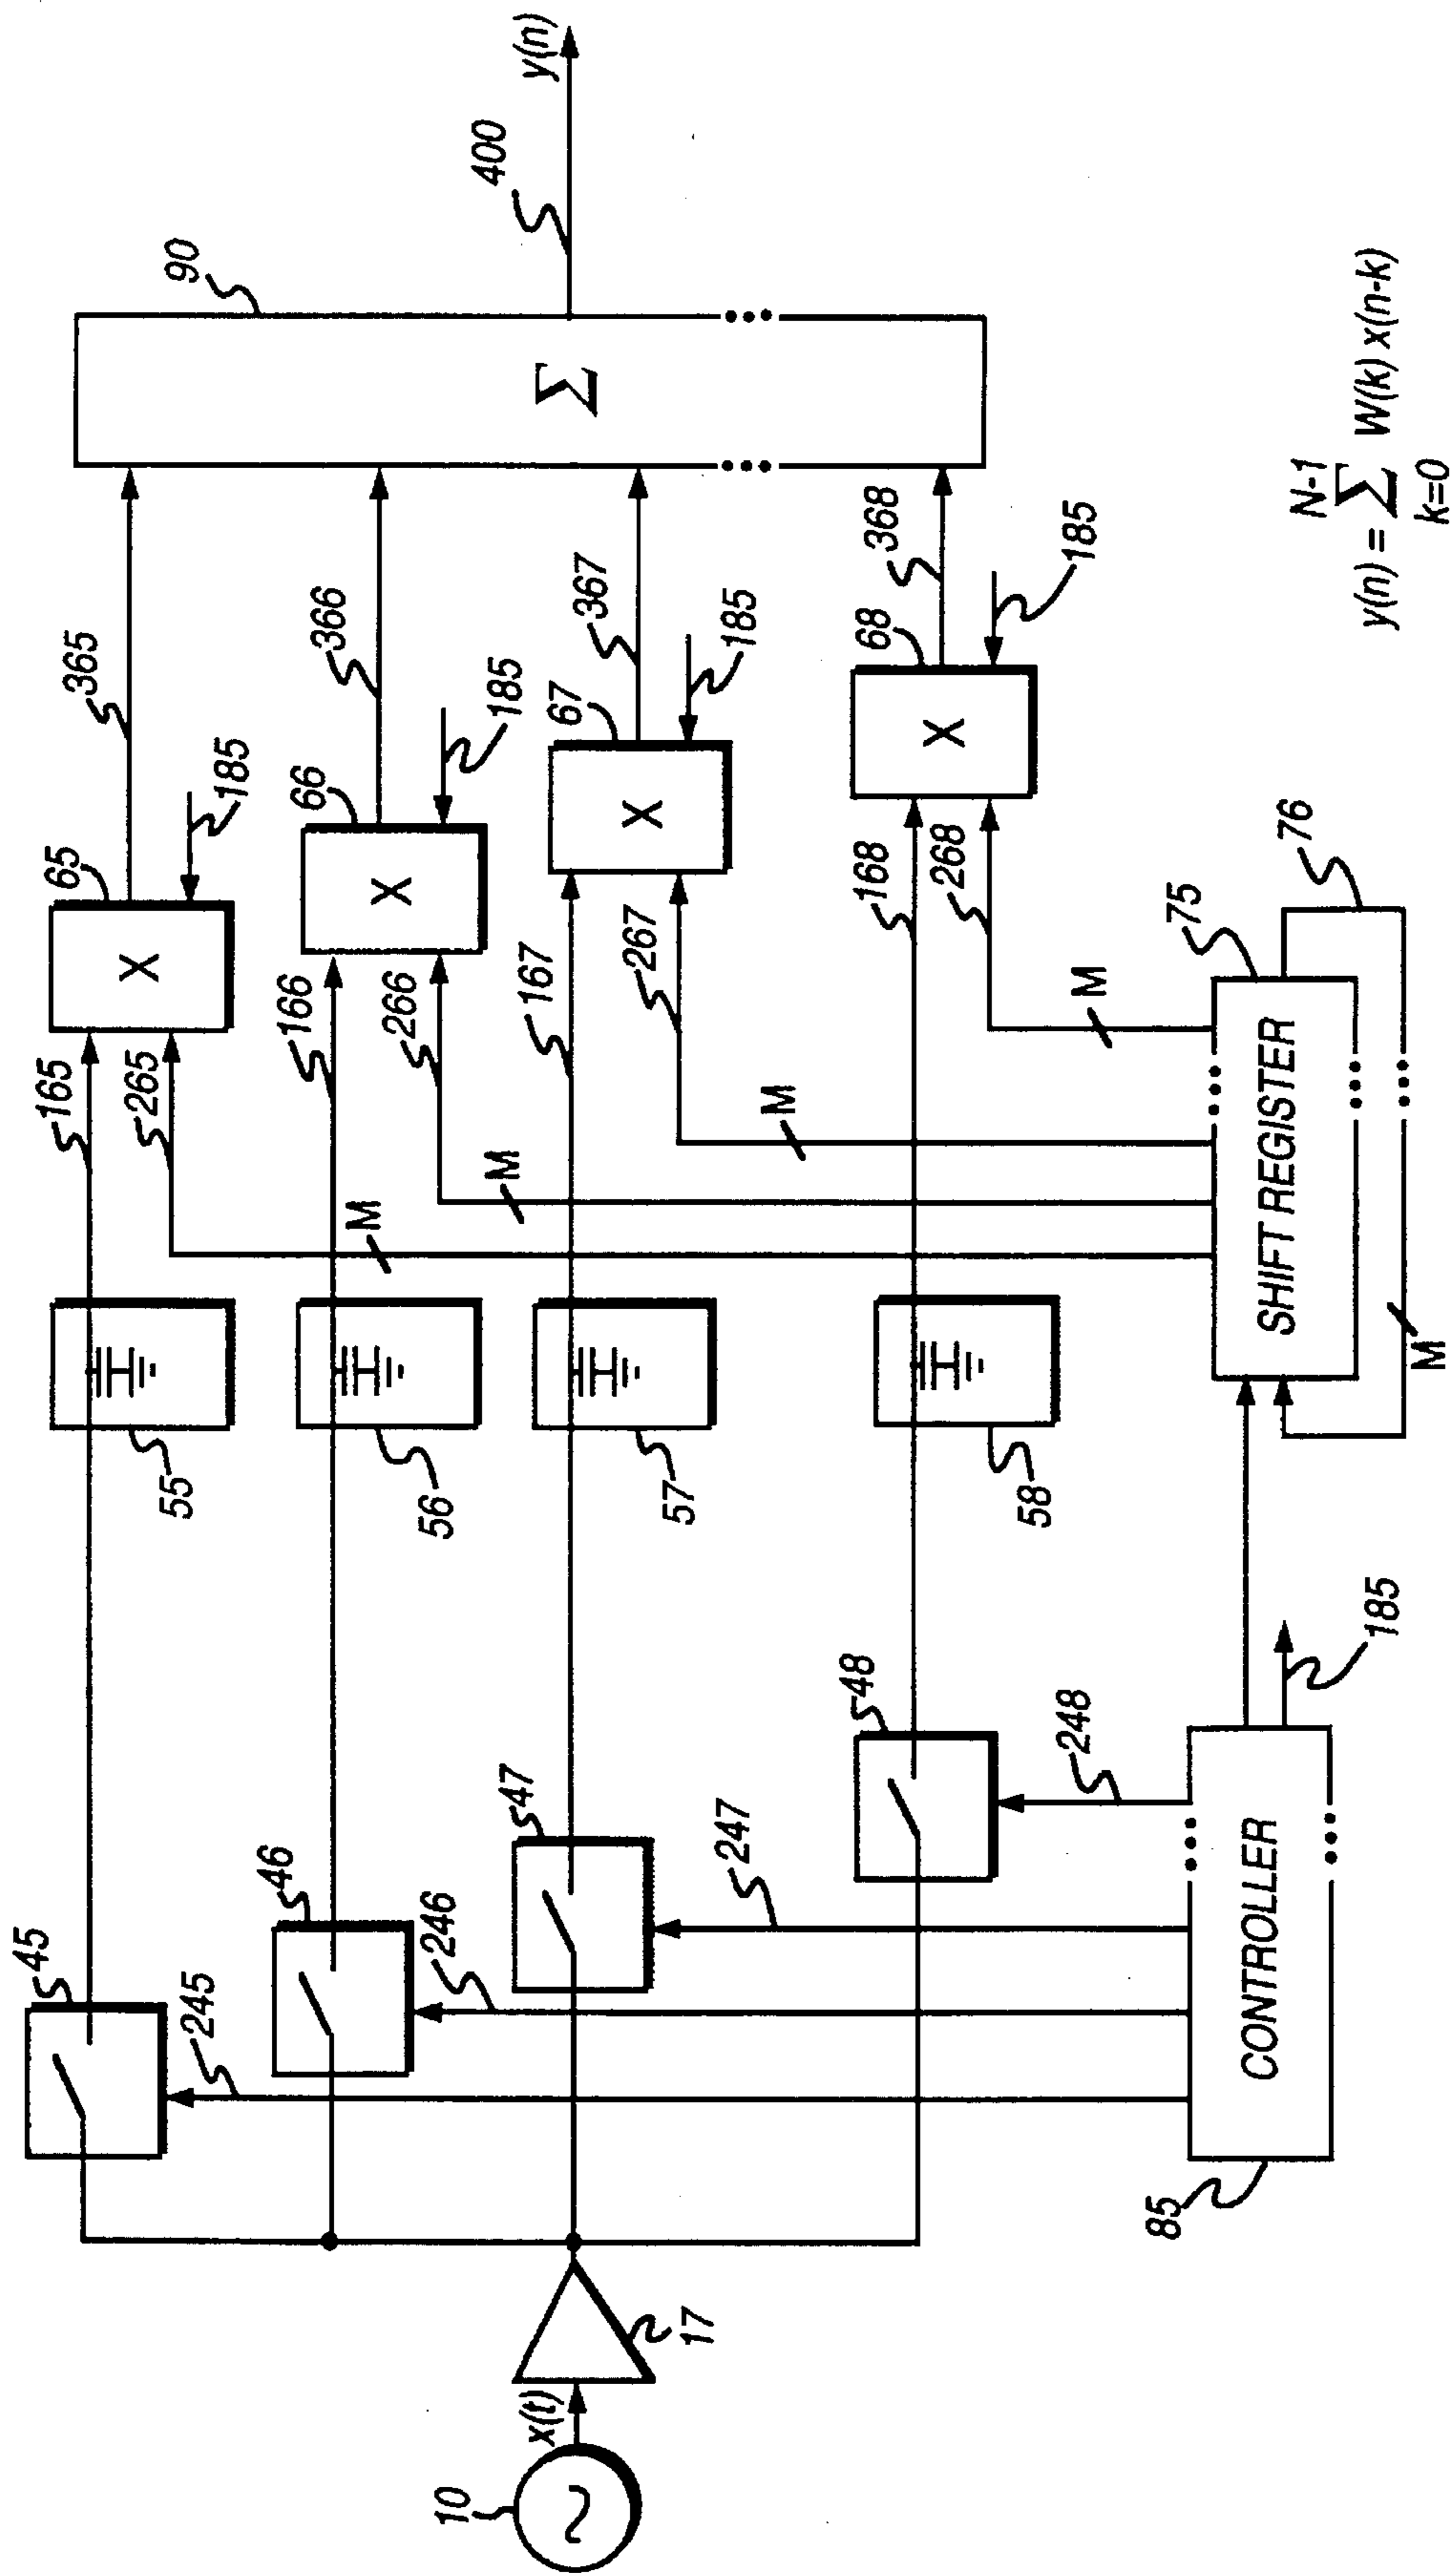 10
x(t)
17
45
245
46
246
47
247
48
248
CONTROLLER
85
185
55
56
57
58
165
265
166
266
167
267
168
268
M
M
M
M
M
SHIFT REGISTER
75
76
65
X
185
66
X
185
67
X
185
68
X
185
365
366
367
368
90
Σ
400
y(n)
y(n) = N-1 Σ k=0 W(k) x(n-k)